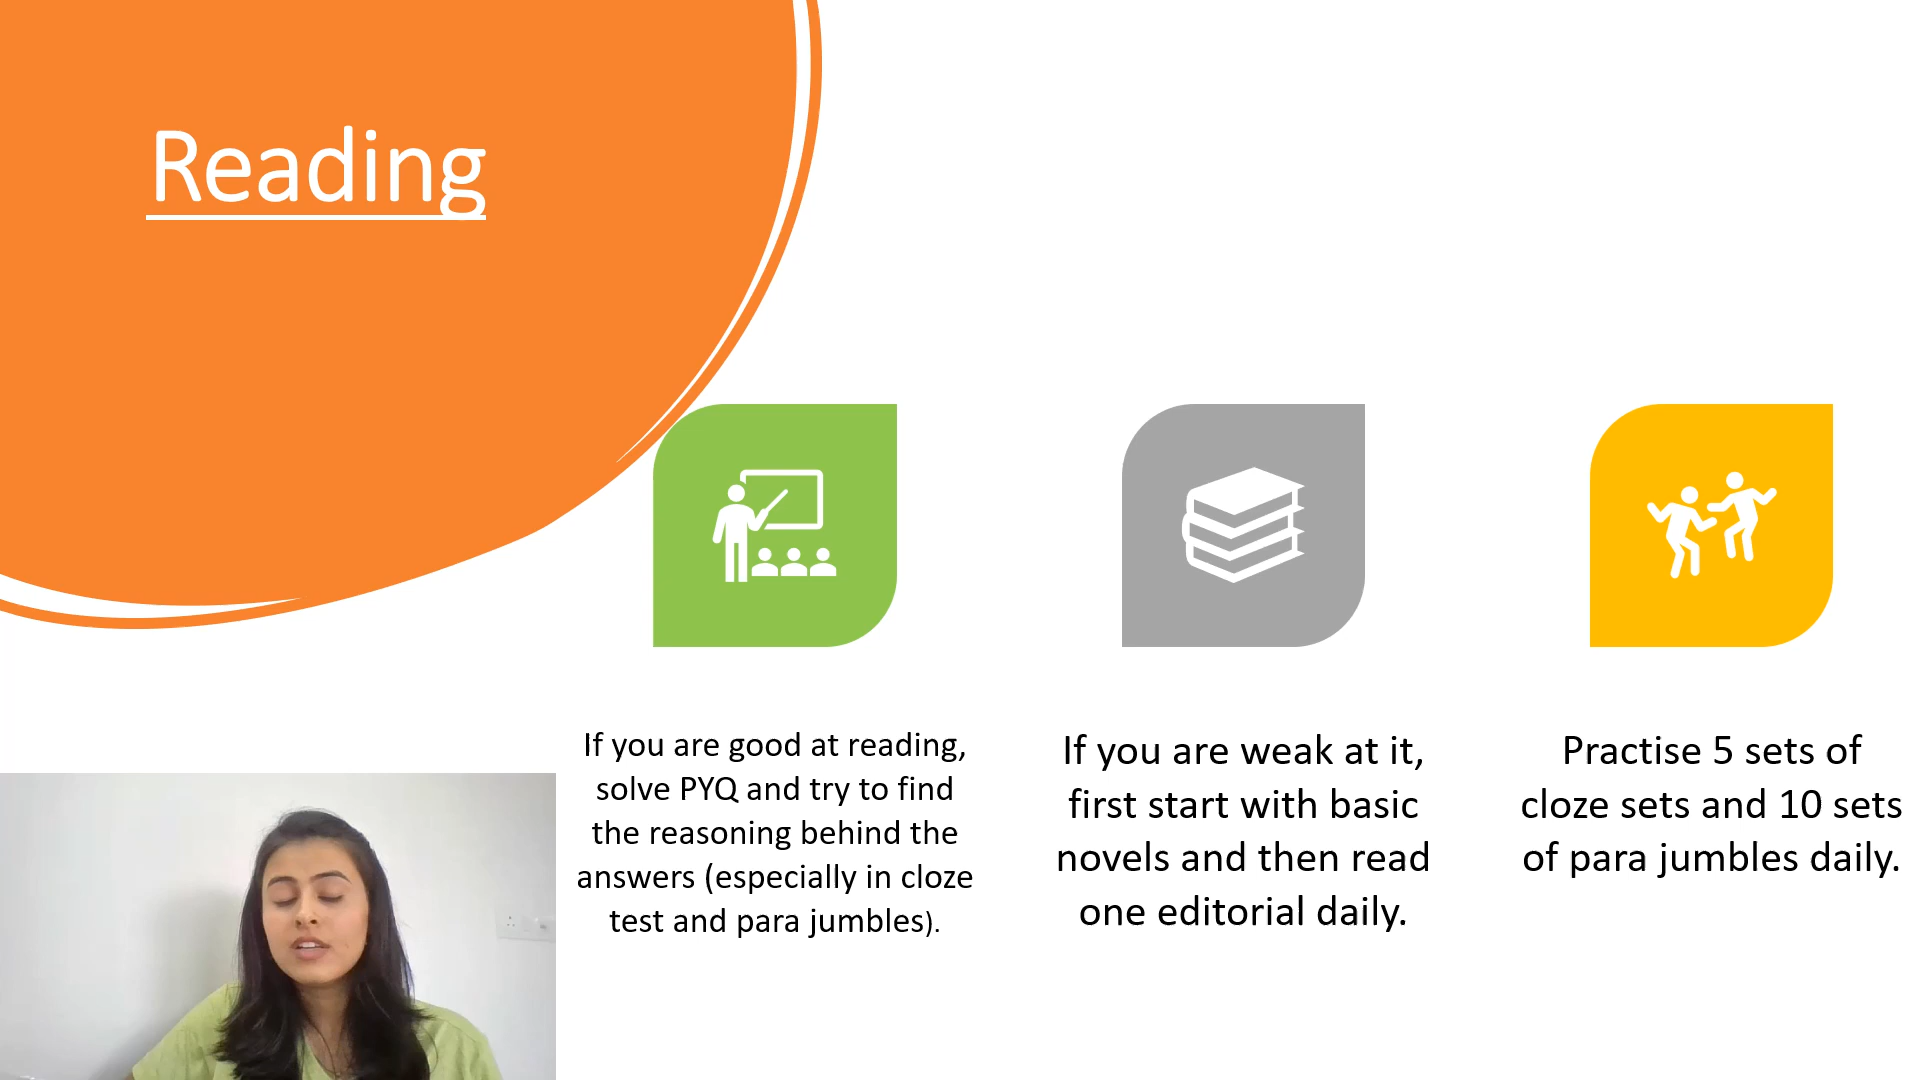 Reading
If you are good at reading,
solve PYQ and try to find
the reasoning behind the
answers (especially in cloze
test and para jumbles).
If you are weak at it,
first start with basic
novels and then read
one editorial daily.
Practise 5 sets of
cloze sets and 10 sets
of para jumbles daily.